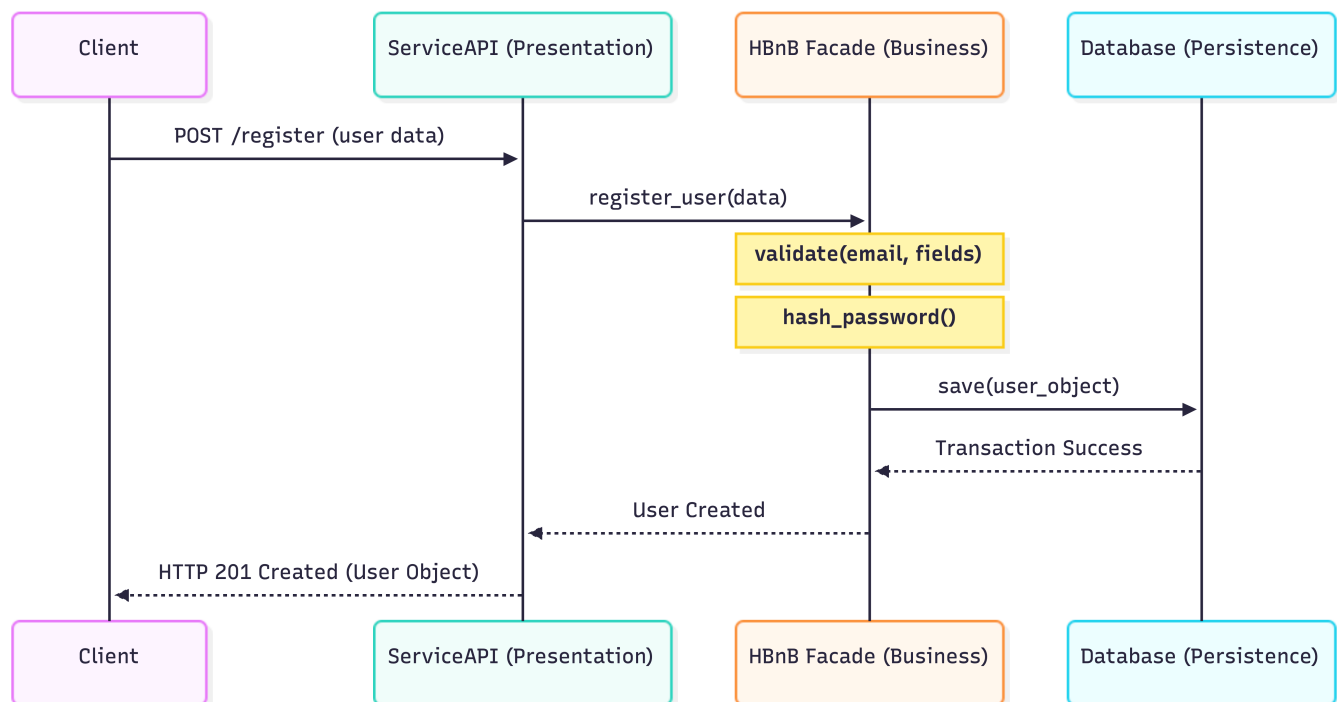 Client
ServiceAPI (Presentation)
HBnB Facade (Business)
Database (Persistence)
POST /register (user data)
register_user(data)
validate(email, fields)
hash_password()
save(user_object)
Transaction Success
User Created
HTTP 201 Created (User Object)
Client
ServiceAPI (Presentation)
HBnB Facade (Business)
Database (Persistence)